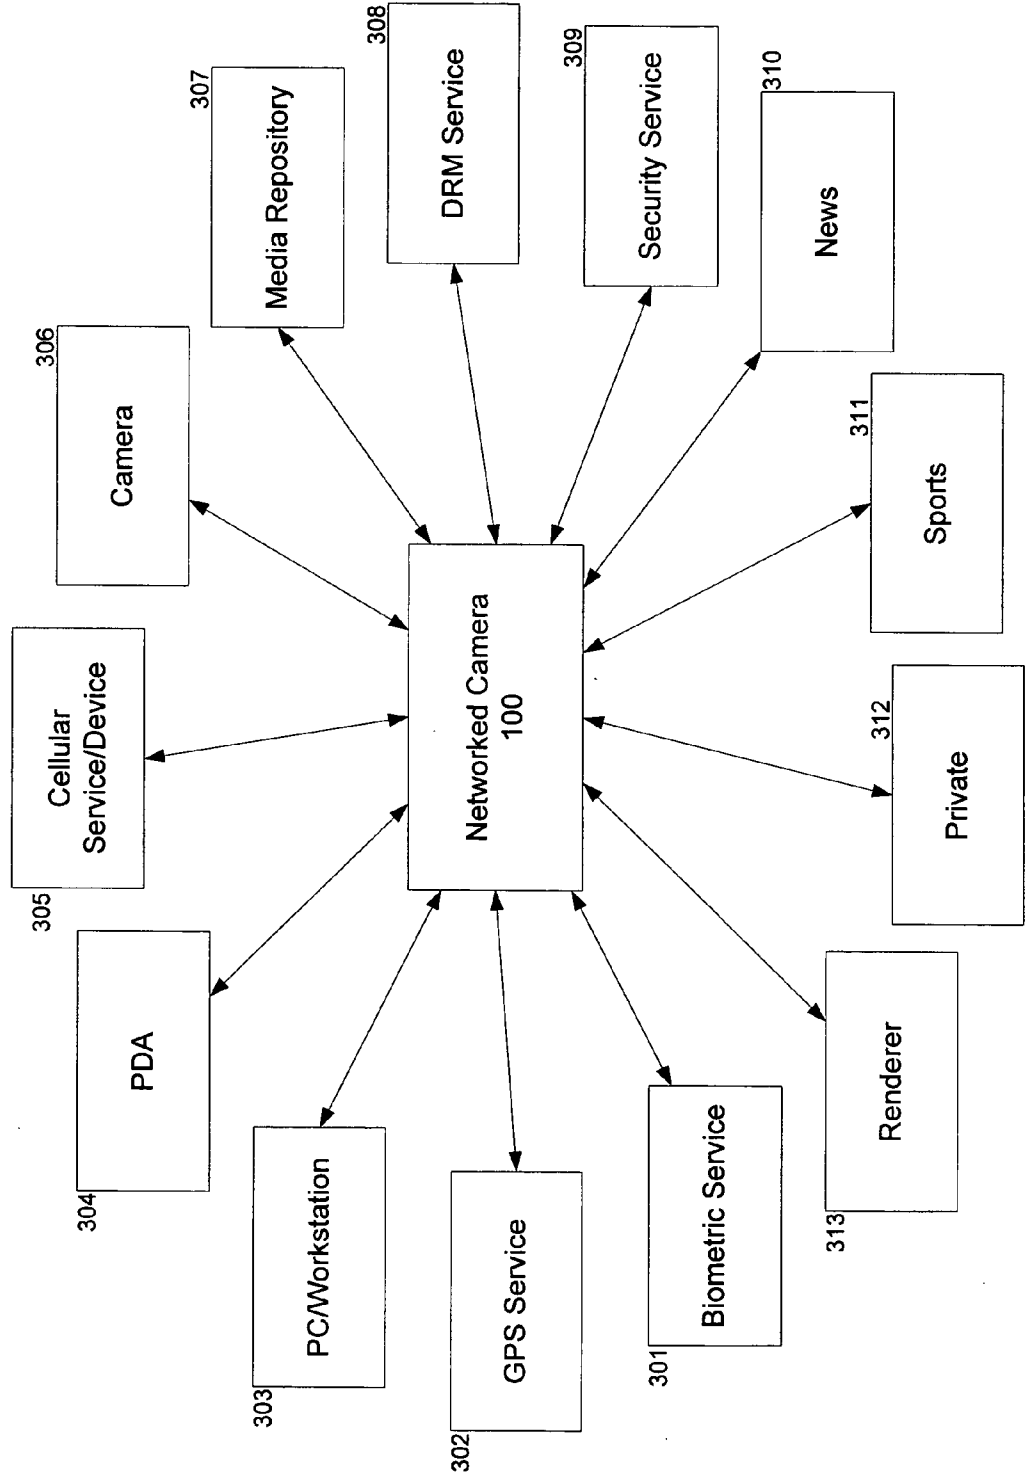 304
PDA
305
Cellular
Service/Device
306
Camera
307
Media Repository
308
DRM Service
309
Security Service
310
News
311
Sports
312
Private
313
Renderer
301
Biometric Service
302
GPS Service
303
PC/Workstation
Networked Camera
100